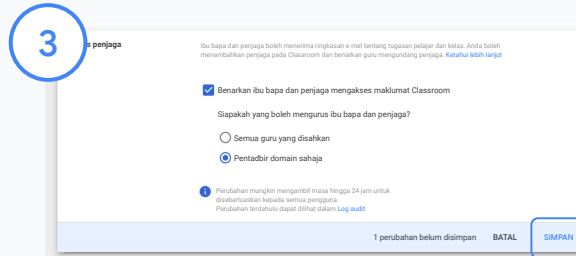 3
s penjaga
Ibu bapa dan penjaga boleh menerima ringkasan e-mel tentang tugasan pelajar dan kelas. Anda boleh
menambahkan penjaga pada Classroom dan benarkan guru mengundang penjaga. Ketahui lebih lanjut
Benarkan ibu bapa dan penjaga mengakses maklumat Classroom
Siapakah yang boleh mengurus ibu bapa dan penjaga?
Semua guru yang disahkan
Pentadbir domain sahaja
Perubahan mungkin mengambil masa hingga 24 jam untuk
disebarluaskan kepada semua pengguna.
Perubahan terdahulu dapat dilihat dalam Log audit
1 perubahan belum disimpan BATAL SIMPAN